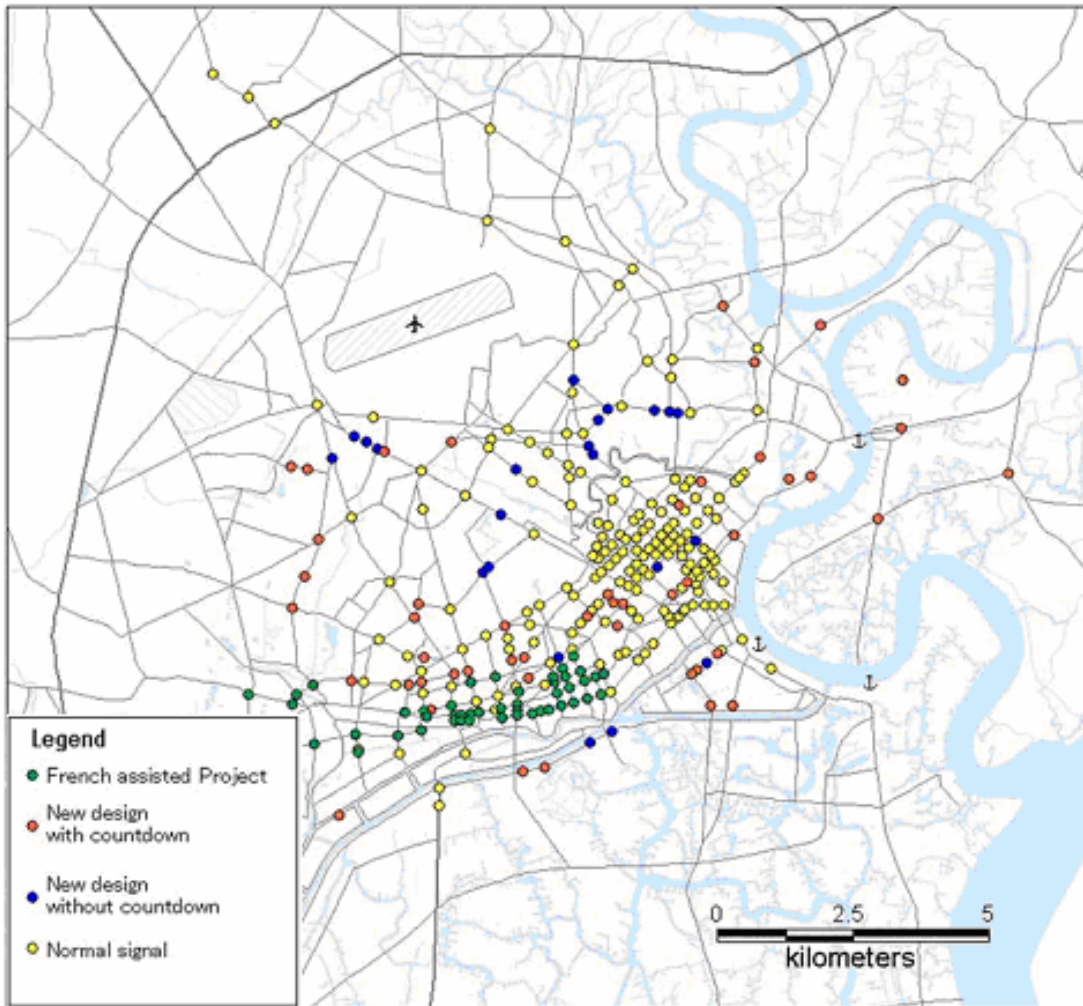 Legend
French assisted Project
New design
with countdown
New design
without countdown
Normal signal
0 2.5 5
kilometers